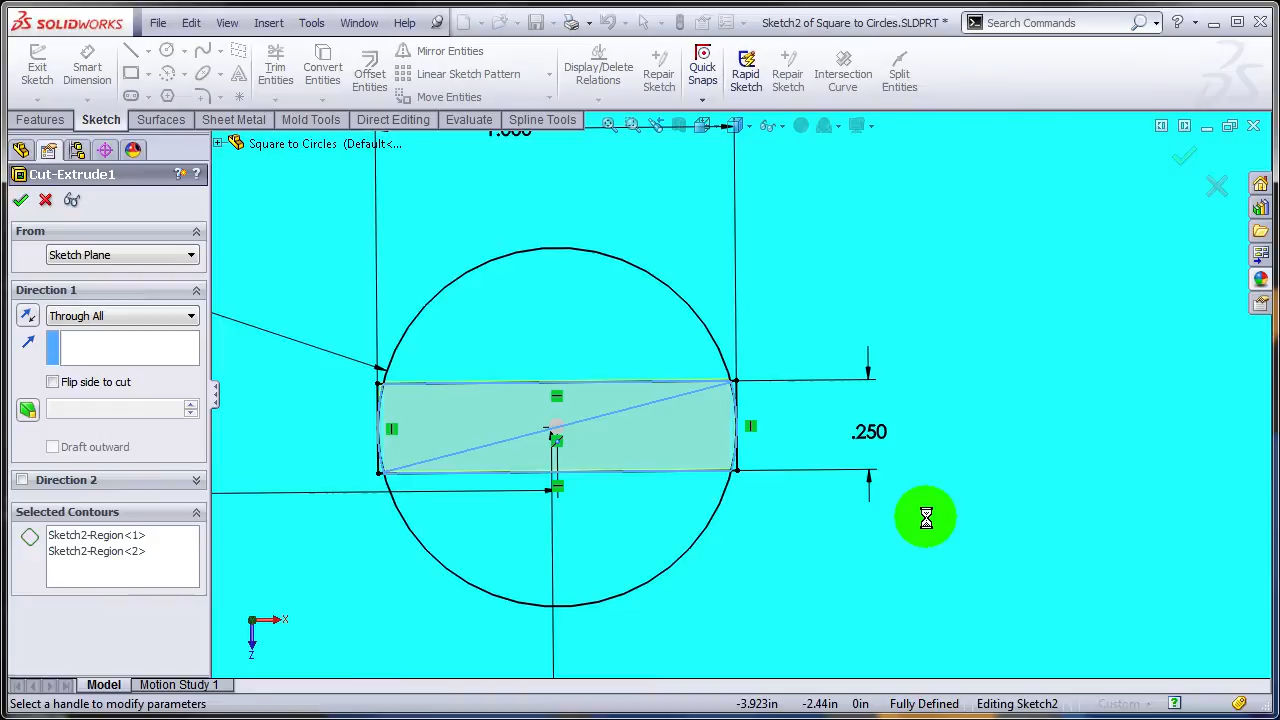 SOLIDWORKS File Edit View Insert Tools Window Help Sketch2 of Square to Circles.SLDPRT * Search Commands ?
Exit Sketch
Smart Dimension
Trim Entities
Convert Entities
Offset Entities
Mirror Entities
Linear Sketch Pattern
Move Entities
Display/Delete Relations
Repair Sketch
Quick Snaps
Rapid Sketch
Repair Sketch
Intersection Curve
Split Entities
Features Sketch Surfaces Sheet Metal Mold Tools Direct Editing Evaluate Spline Tools
Square to Circles (Default<...
Cut-Extrude1 ?
From
Sketch Plane
Direction 1
Through All
Flip side to cut
Draft outward
Direction 2
Selected Contours
Sketch2-Region<1>
Sketch2-Region<2>
.250
X
Z
Model Motion Study 1
Select a handle to modify parameters -3.923in -2.44in 0in Fully Defined Editing Sketch2 Custom ?